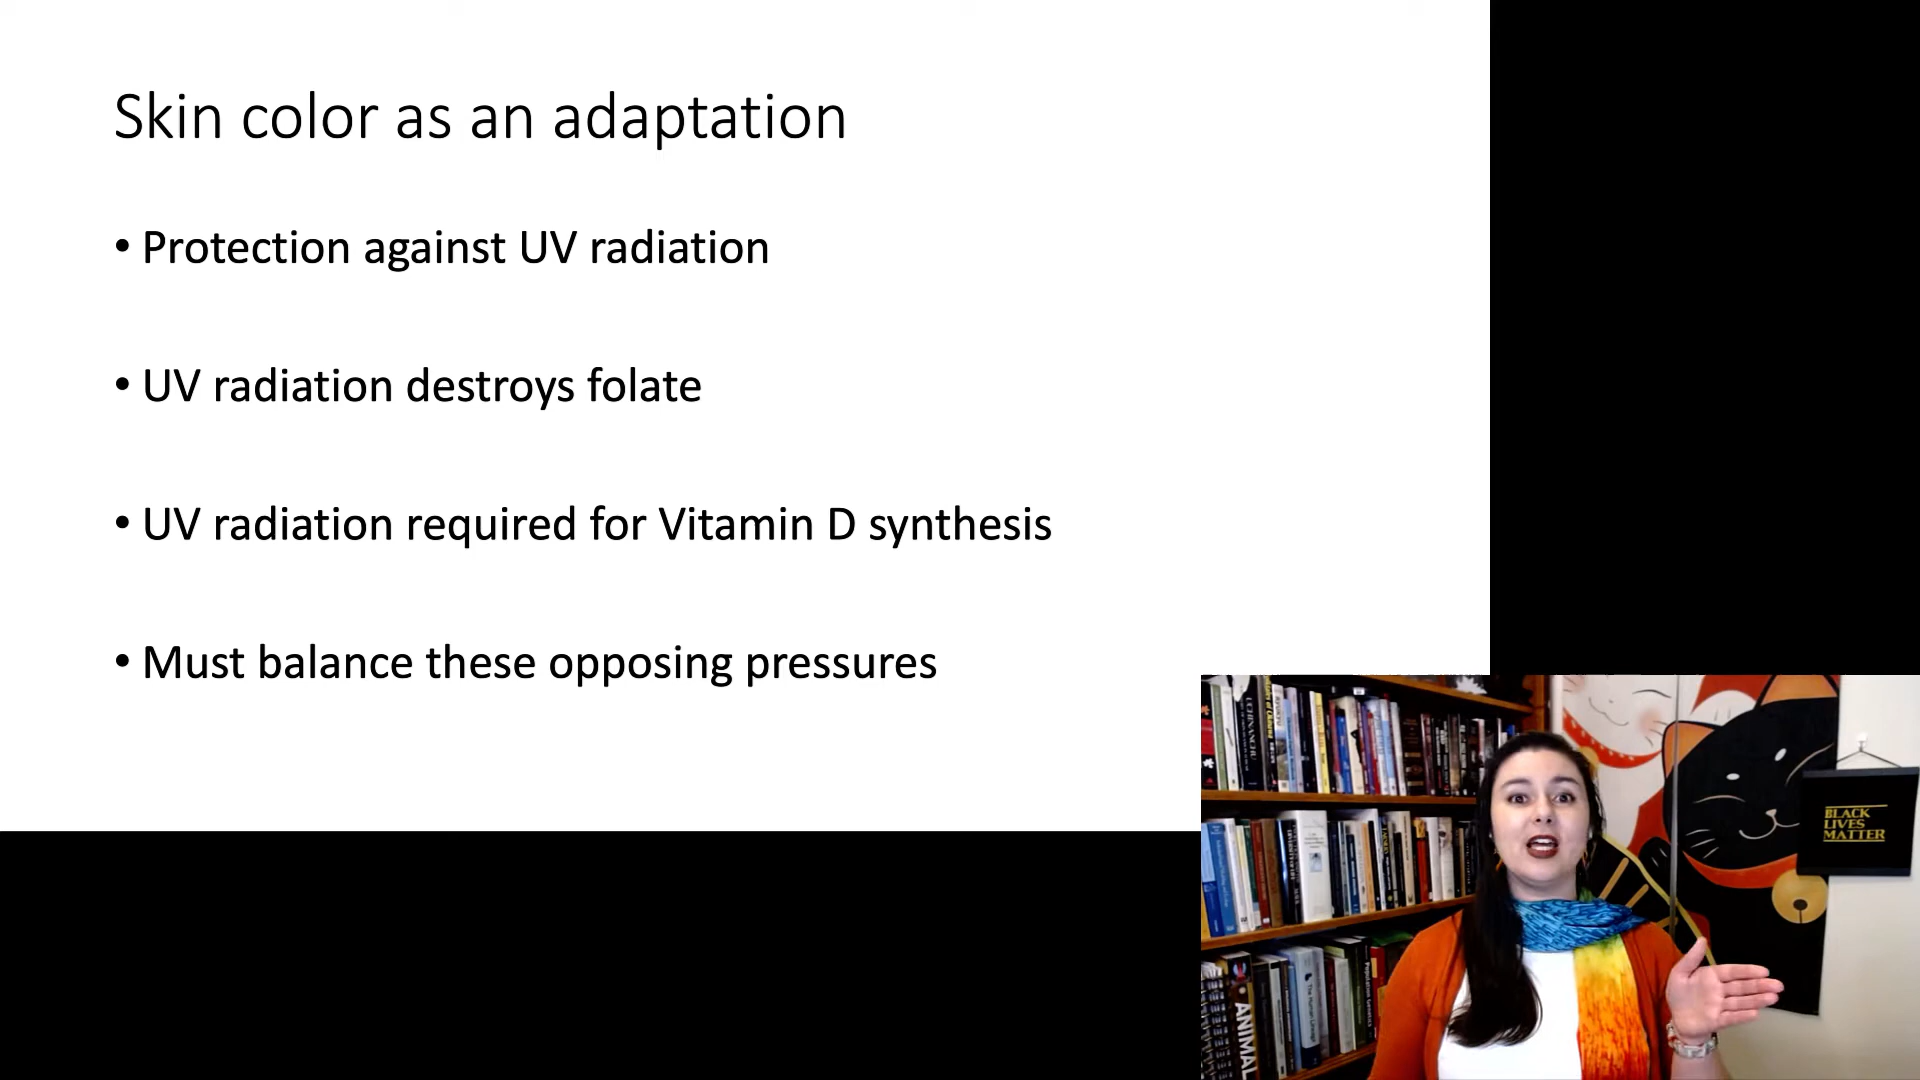 Skin color as an adaptation
• Protection against UV radiation
• UV radiation destroys folate
• UV radiation required for Vitamin D synthesis
• Must balance these opposing pressures
BLACK
LIVES
MATTER
ANIMAL